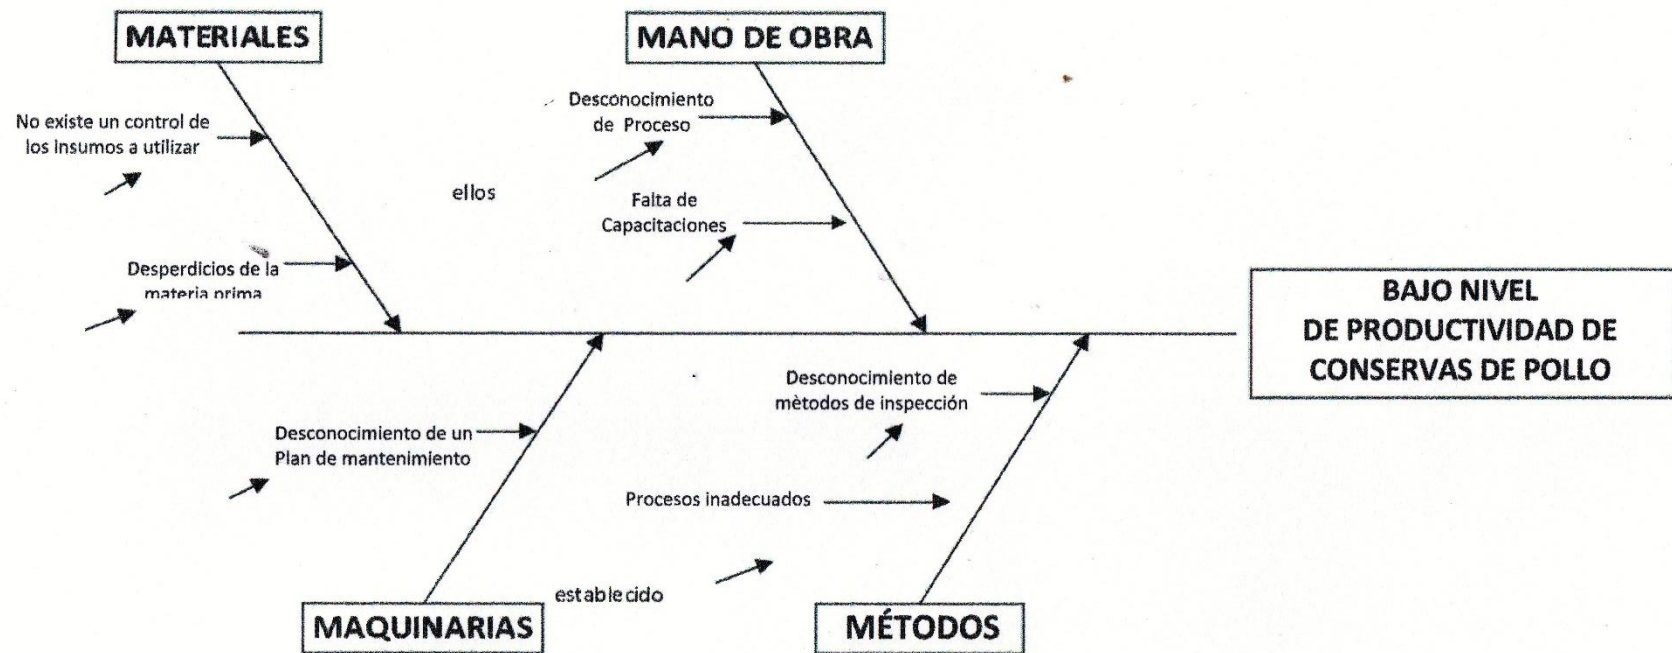 MATERIALES
MANO DE OBRA
No existe un control de
los insumos a utilizar
Desconocimiento
de Proceso
ellos
Falta de
Capacitaciones
Desperdicios de la
materia prima
BAJO NIVEL
DE PRODUCTIVIDAD DE
CONSERVAS DE POLLO
Desconocimiento de un
Plan de mantenimiento
Desconocimiento de
mètodos de inspección
Procesos inadecuados
establecido
MAQUINARIAS
MÉTODOS